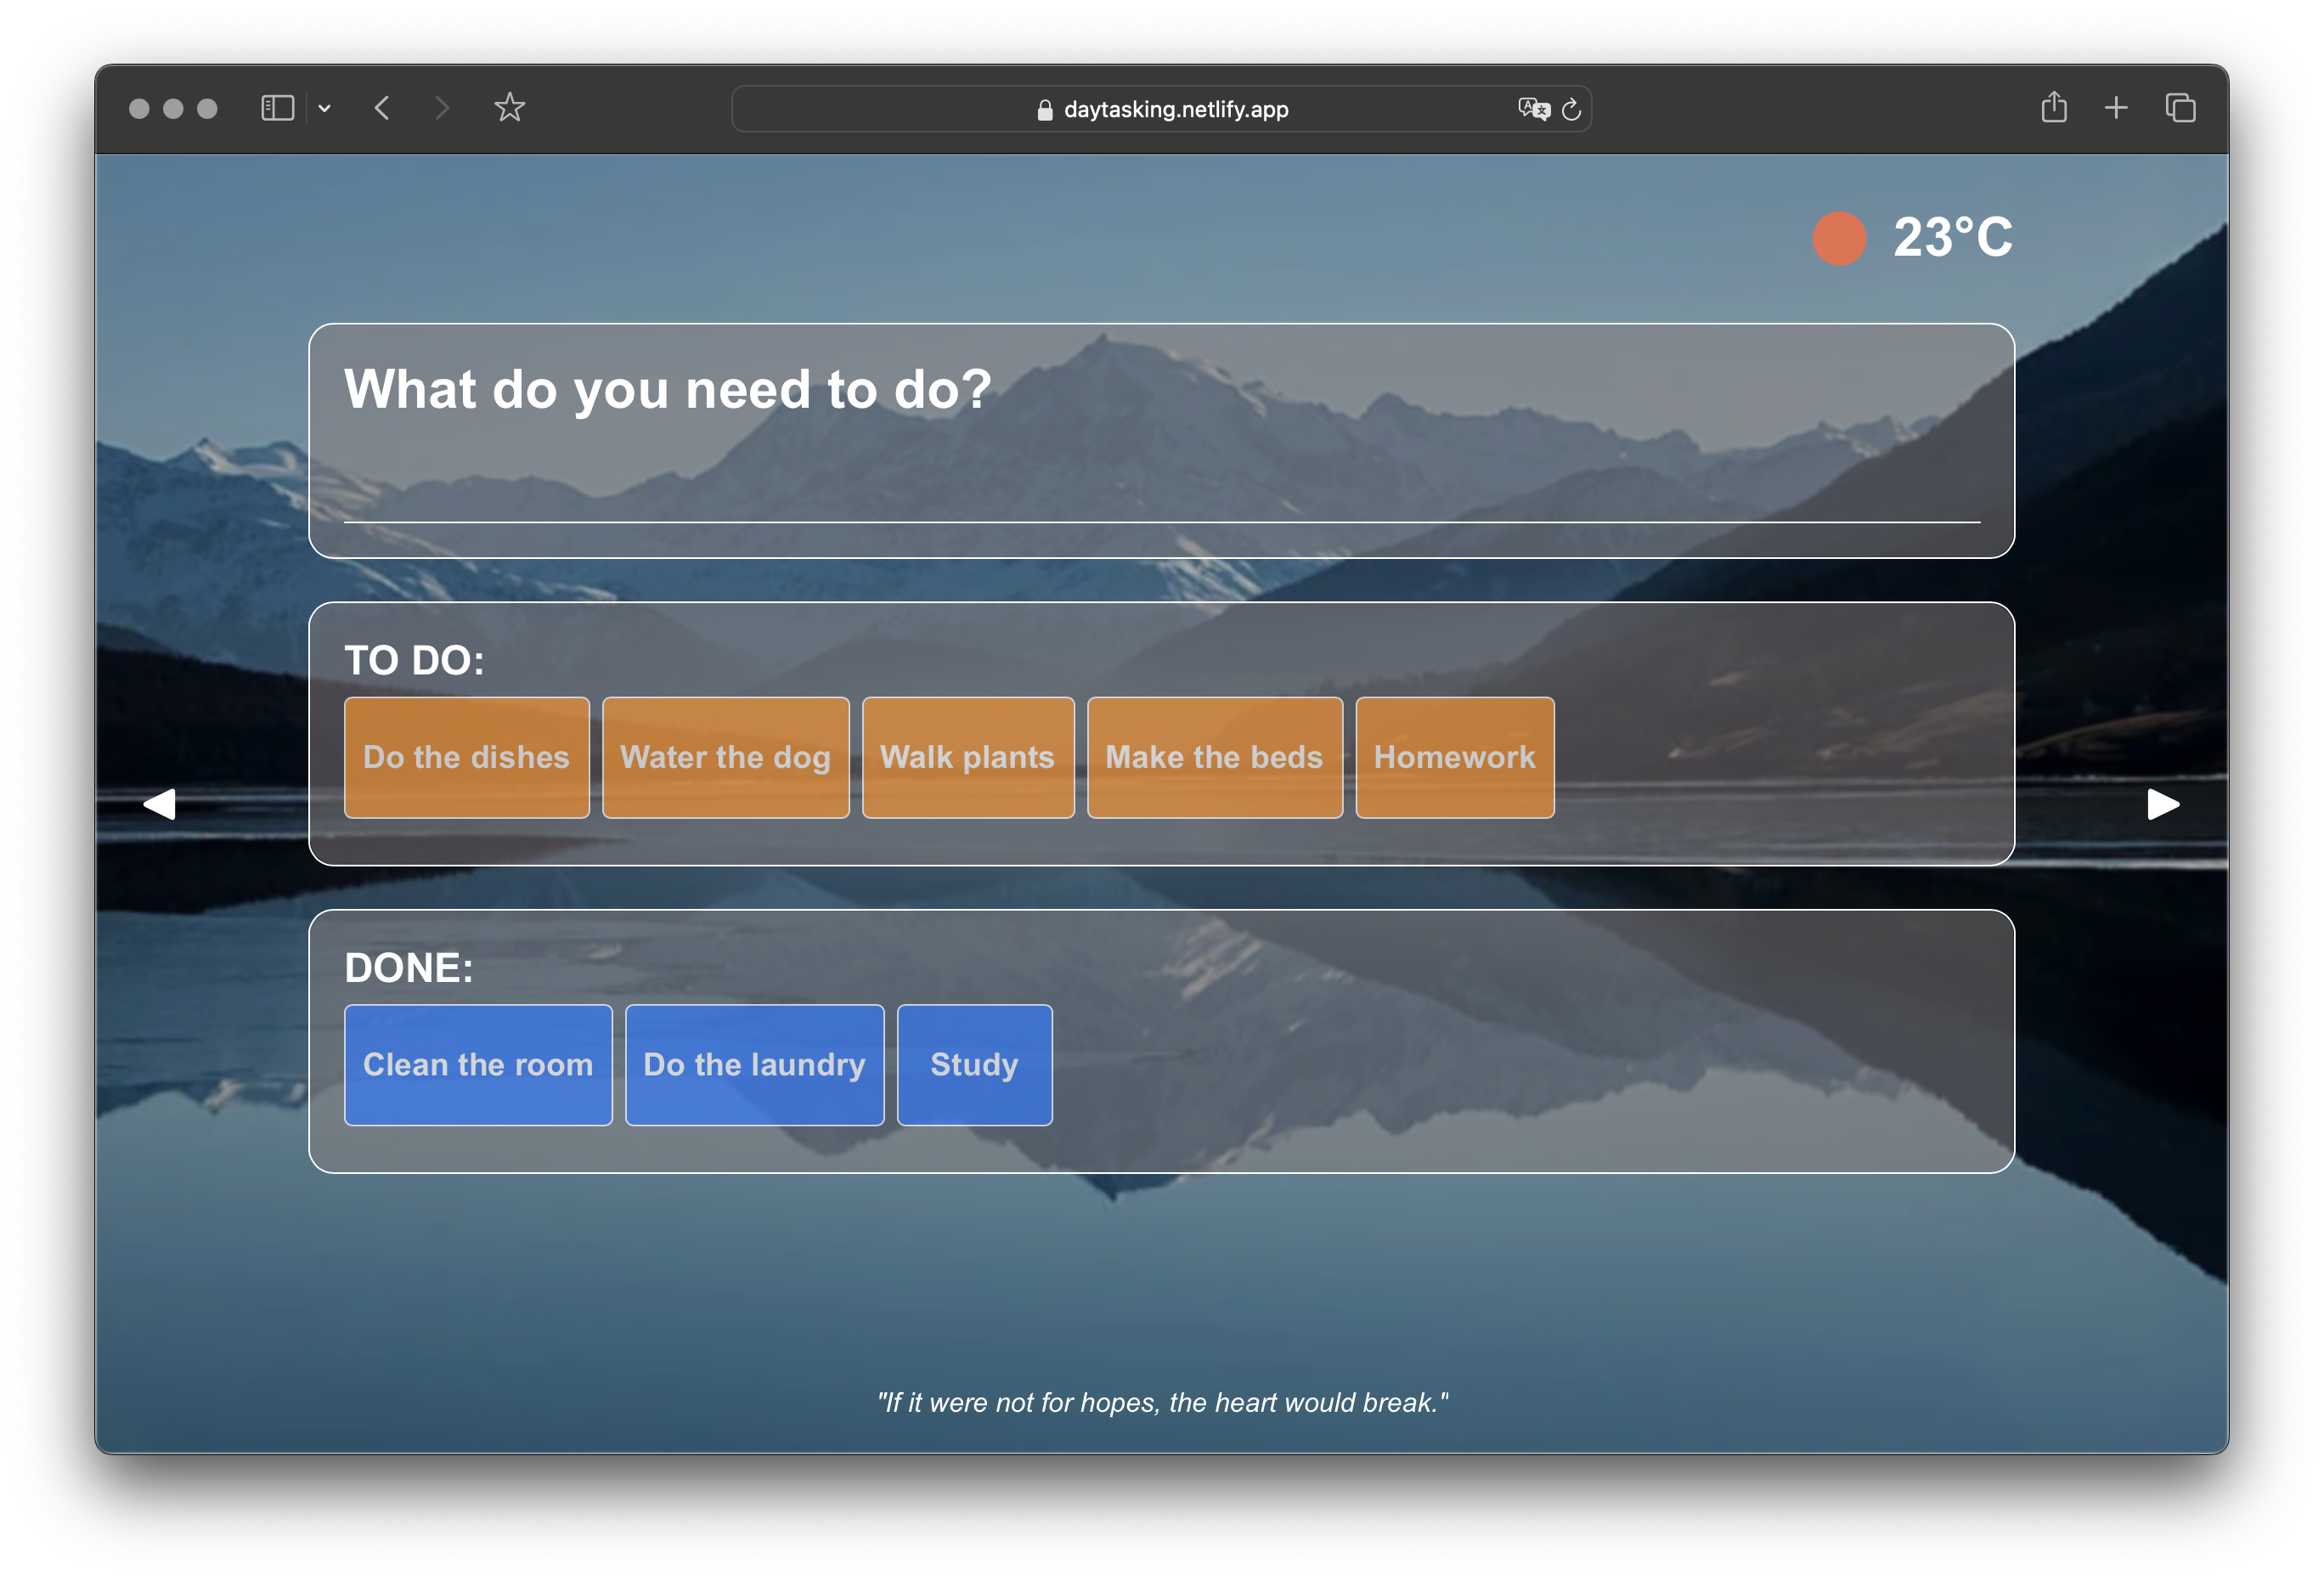 daytasking.netlify.app
23°C
What do you need to do?
TO DO:
Do the dishes Water the dog Walk plants Make the beds Homework
DONE:
Clean the room Do the laundry Study
"If it were not for hopes, the heart would break."